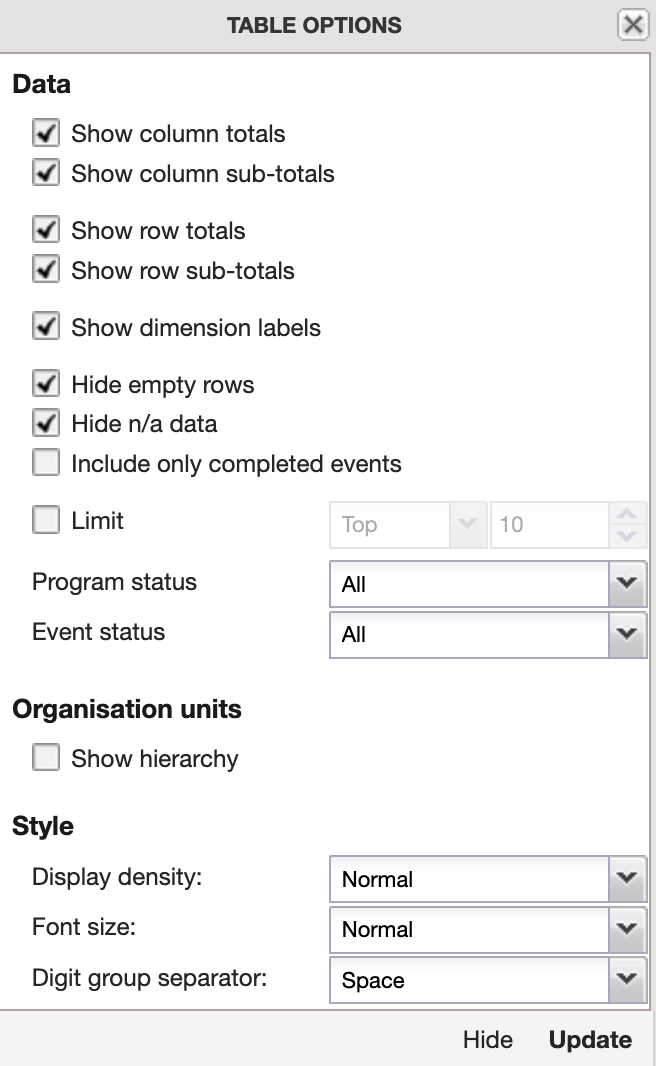 TABLE OPTIONS
Data
Show column totals
Show column sub-totals
Show row totals
Show row sub-totals
Show dimension labels
Hide empty rows
Hide n/a data
Include only completed events
Limit Top 10
Program status All
Event status All
Organisation units
Show hierarchy
Style
Display density: Normal
Font size: Normal
Digit group separator: Space
Hide Update